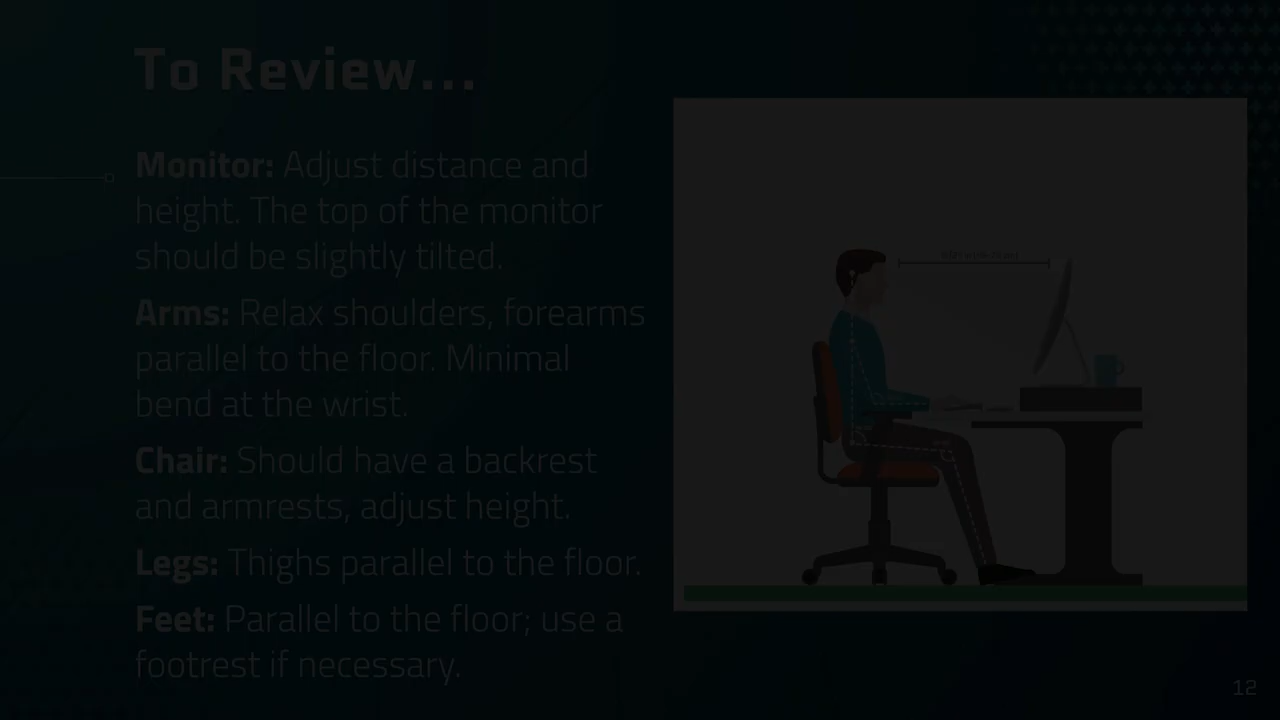 To Review...
Monitor: Adjust distance and
height. The top of the monitor
should be slightly tilted.
Arms: Relax shoulders, forearms
parallel to the floor. Minimal
bend at the wrist.
Chair: Should have a backrest
and armrests, adjust height.
Legs: Thighs parallel to the floor.
Feet: Parallel to the floor; use a
footrest if necessary.
12